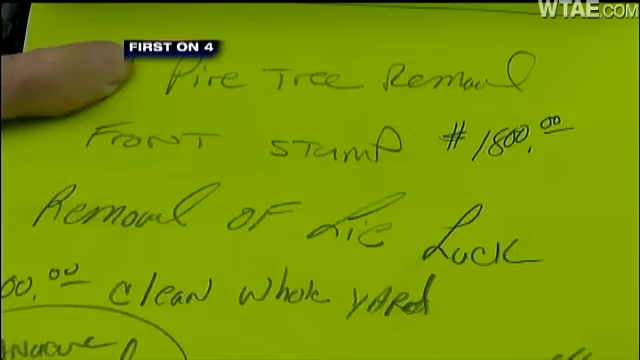 WTAE.COM
FIRST ON 4
Pine Tree Removal
FRONT STUMP #1800.00
Removal OF Lie Luck
00.00 Clean Whole YARD